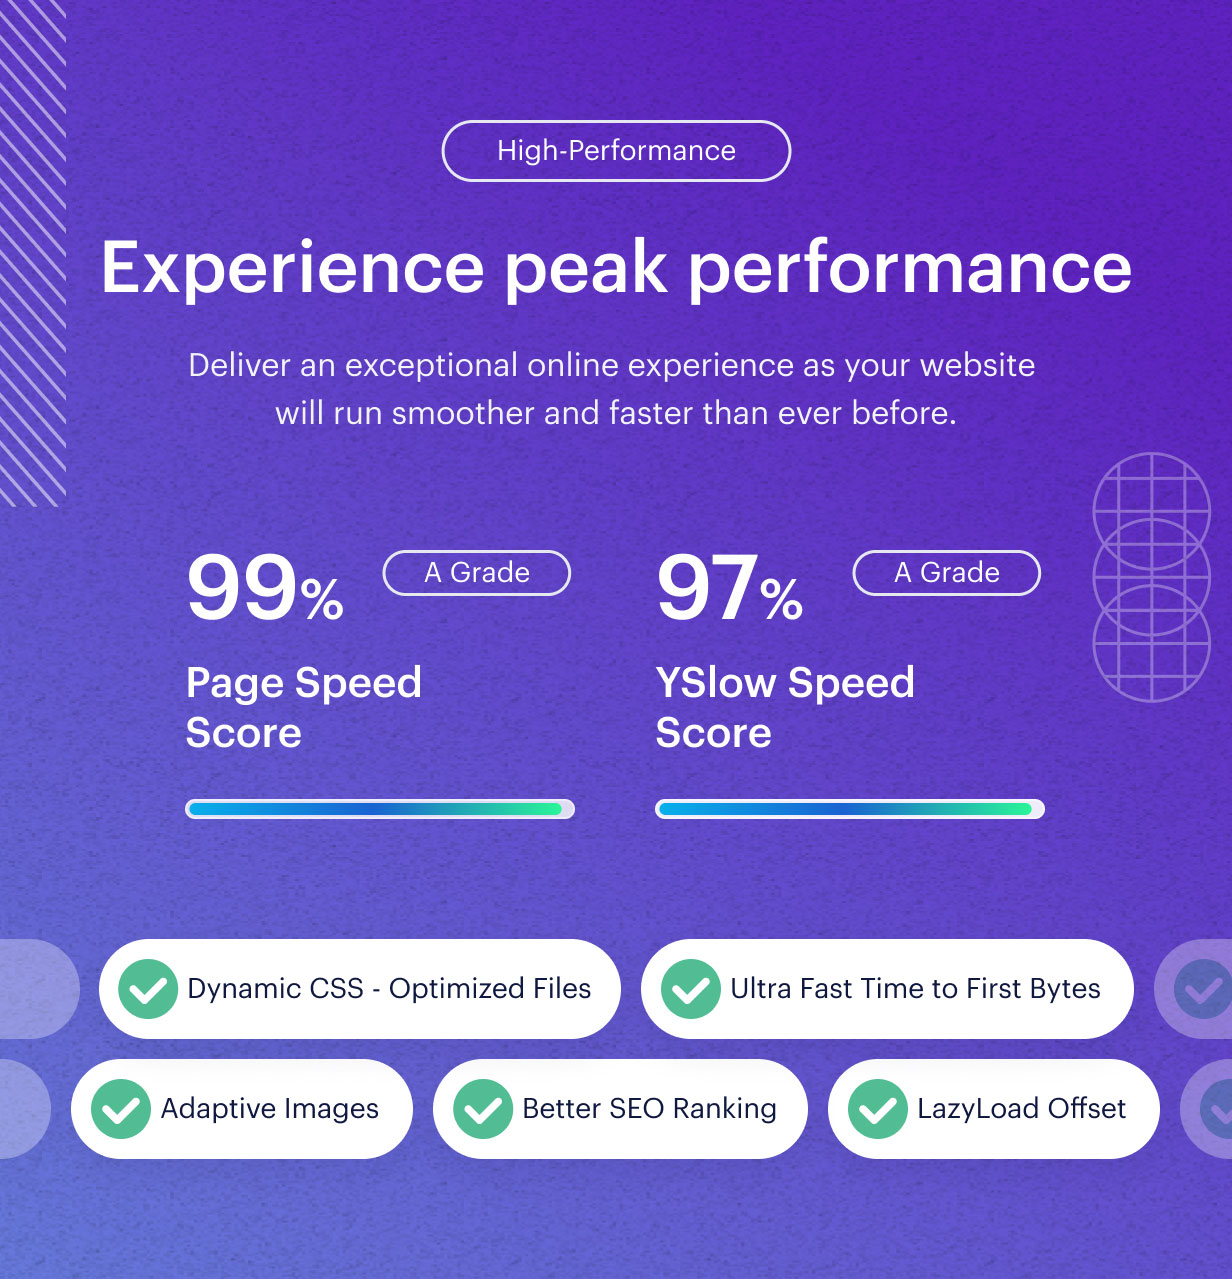 High-Performance
Experience peak performance
Deliver an exceptional online experience as your website
will run smoother and faster than ever before.
99%
A Grade
Page Speed
Score
97%
A Grade
YSlow Speed
Score
Dynamic CSS - Optimized Files
Ultra Fast Time to First Bytes
Adaptive Images
Better SEO Ranking
LazyLoad Offset